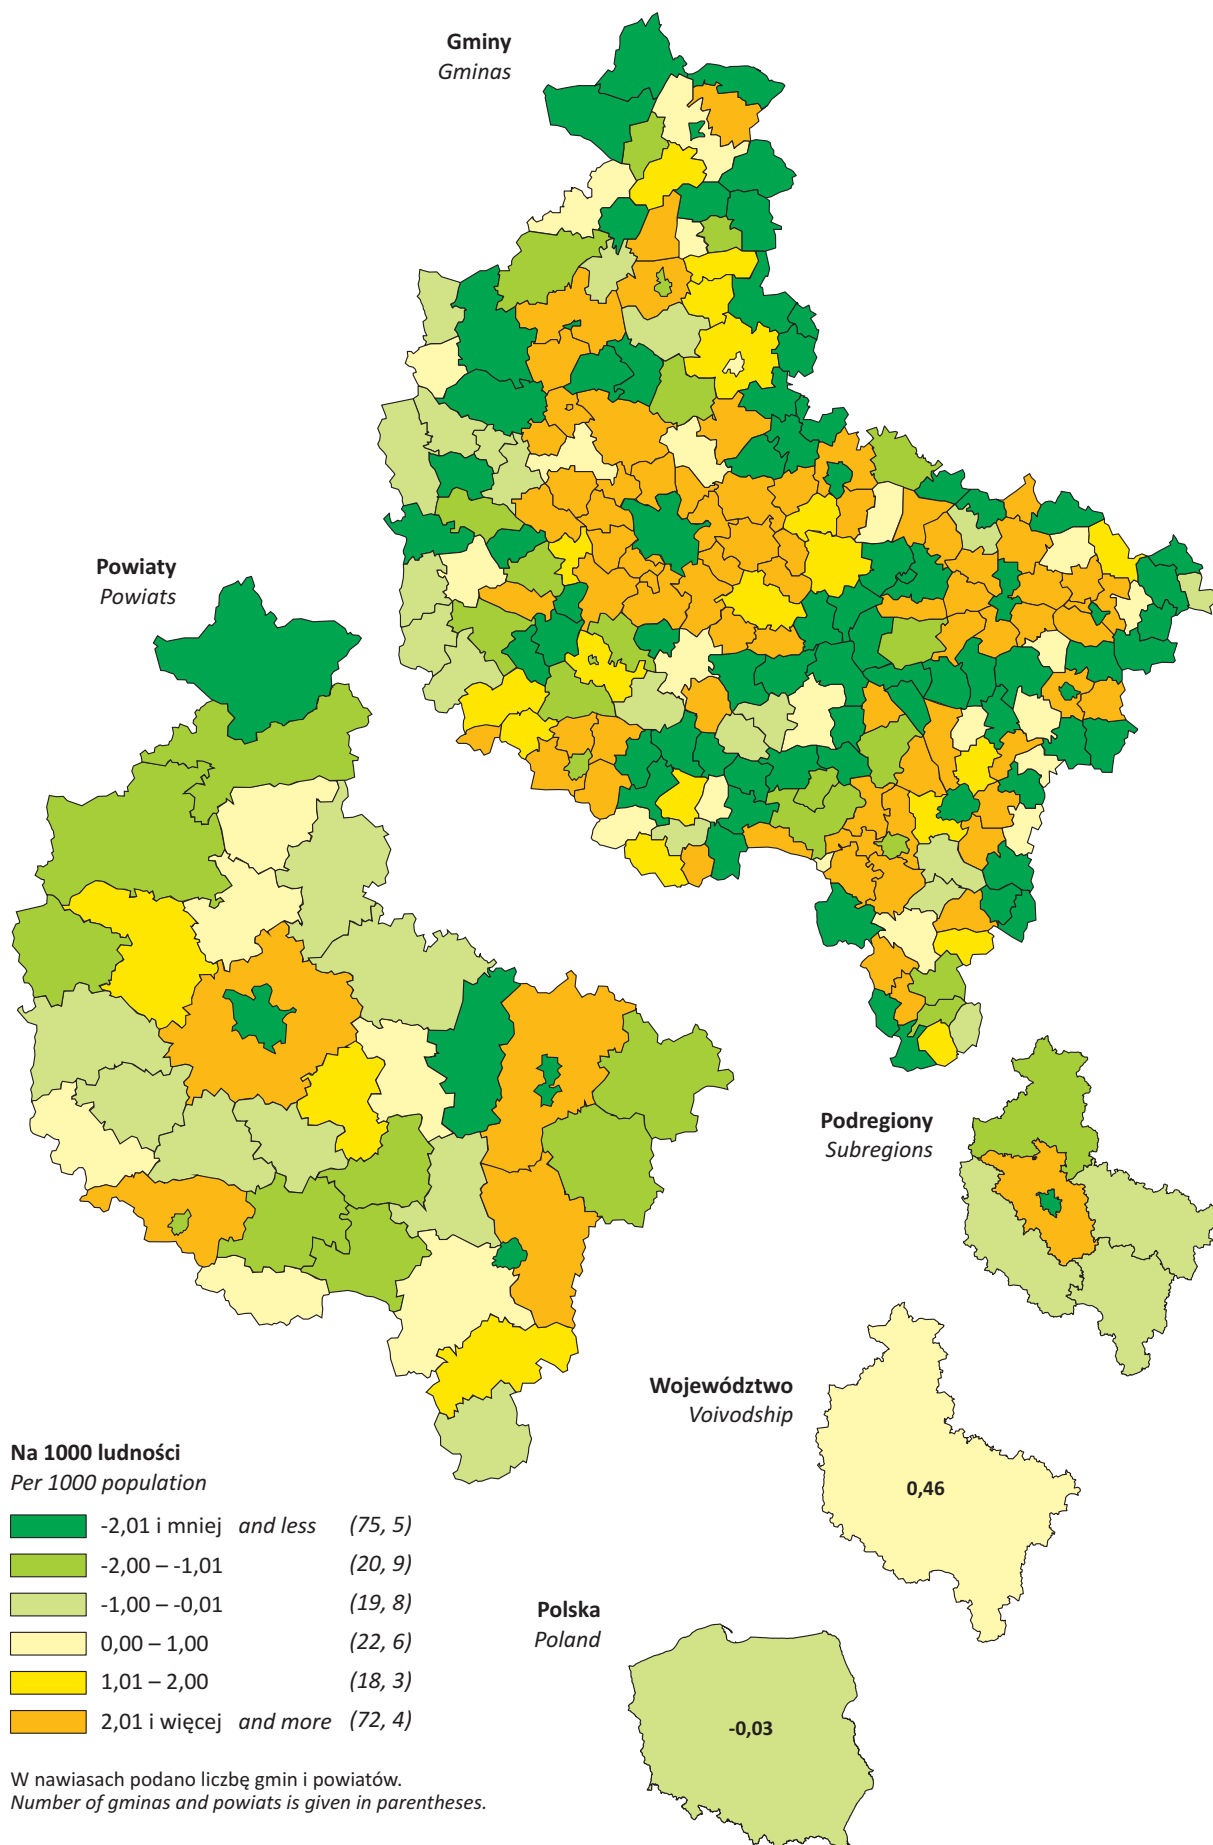 Gminy
Gminas
Powiaty
Powiats
Podregiony
Subregions
Województwo
Voivodship
0,46
Polska
Poland
-0,03
Na 1000 ludności
Per 1000 population
-2,01 i mniej and less (75, 5)
-2,00 – -1,01 (20, 9)
-1,00 – -0,01 (19, 8)
0,00 – 1,00 (22, 6)
1,01 – 2,00 (18, 3)
2,01 i więcej and more (72, 4)
W nawiasach podano liczbę gmin i powiatów.
Number of gminas and powiats is given in parentheses.